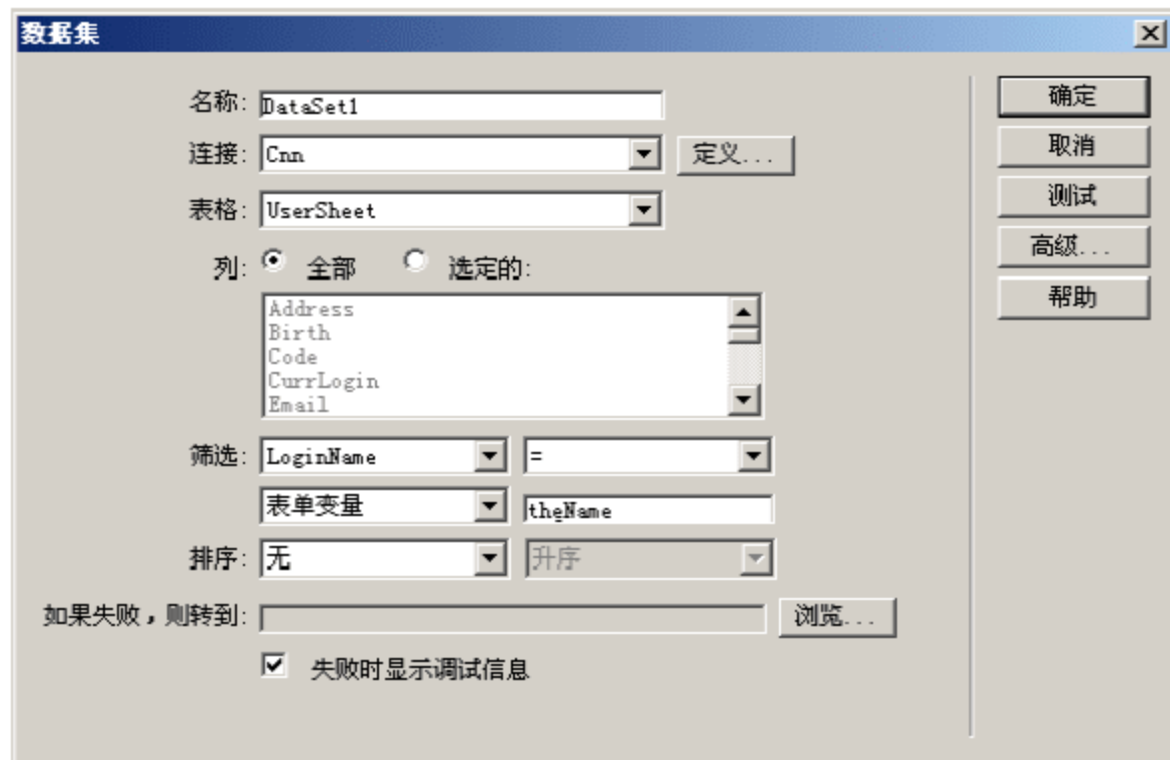 数据集
名称: DataSet1
连接: Cnn 定义...
表格: UserSheet
列: 全部 选定的:
Address
Birth
Code
CurrLogin
Email
筛选: LoginName =
表单变量 theName
排序: 无 升序
如果失败，则转到: 浏览...
失败时显示调试信息
确定
取消
测试
高级...
帮助